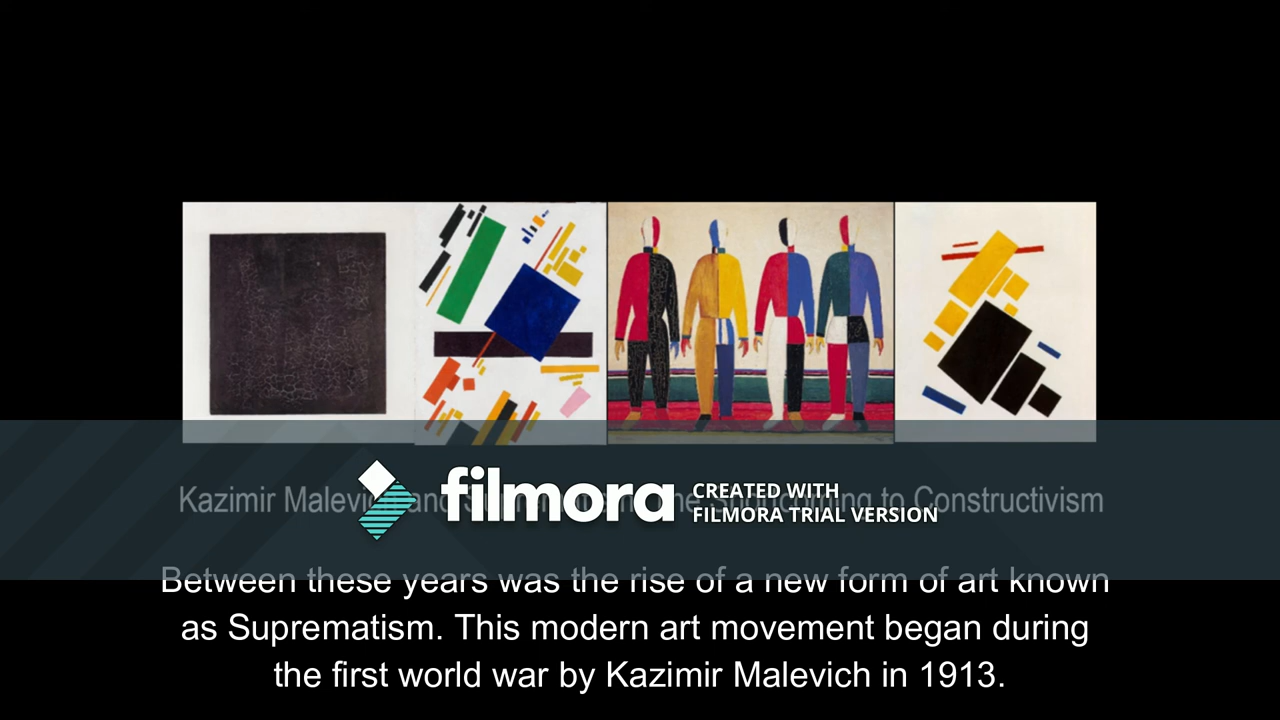 Kazimir Malevich and to Constructivism
filmora
CREATED WITH
FILMORA TRIAL VERSION
Between these years was the rise of a new form of art known
as Suprematism. This modern art movement began during
the first world war by Kazimir Malevich in 1913.